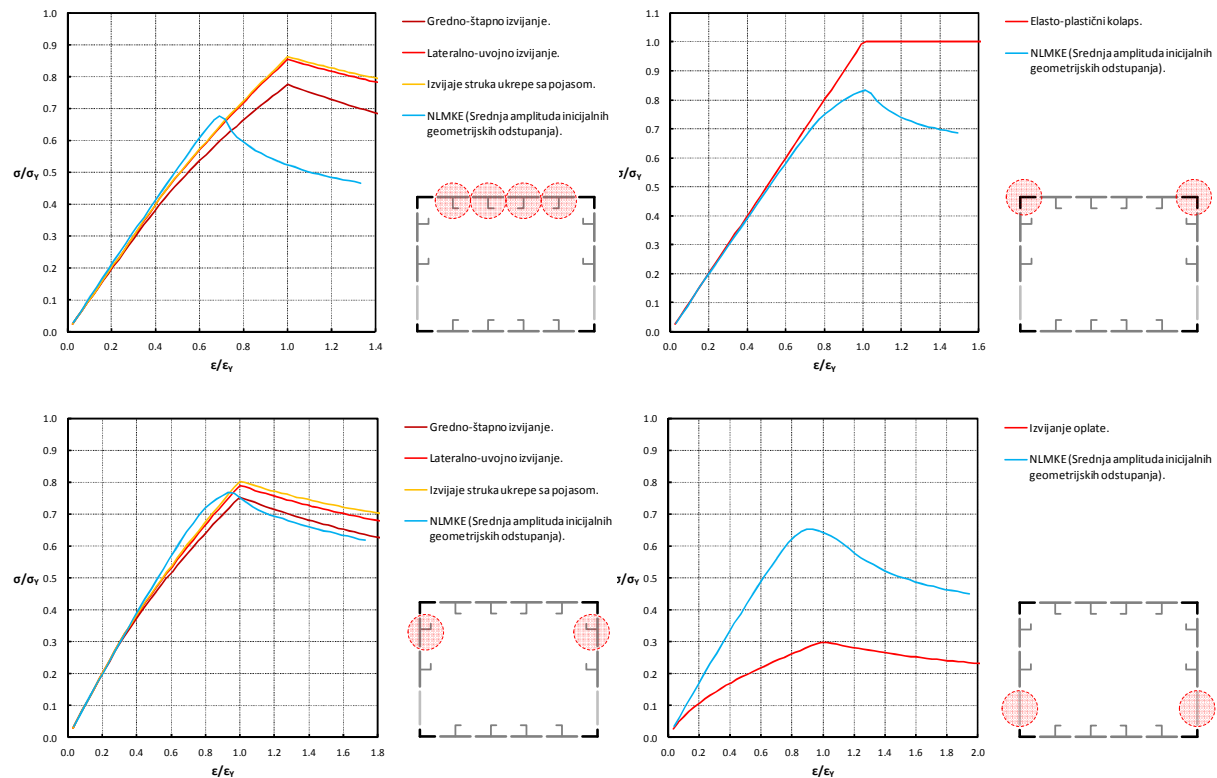 1.0
0.9
0.8
0.7
0.6
0.5
0.4
0.3
0.2
0.1
0.0
σ/σY
0.0 0.2 0.4 0.6 0.8 1.0 1.2 1.4
ε/εY
Gredno-štapno izvijanje.
Lateralno-uvojno izvijanje.
Izvijaje struka ukrepe sa pojasom.
NLMKE (Srednja amplituda inicijalnih
geometrijskih odstupanja).
1.1
1.0
0.9
0.8
0.7
0.6
0.5
0.4
0.3
0.2
0.1
0.0
σ/σY
0.0 0.2 0.4 0.6 0.8 1.0 1.2 1.4 1.6
ε/εY
Elasto-plastični kolaps.
NLMKE (Srednja amplituda inicijalnih
geometrijskih odstupanja).
1.0
0.9
0.8
0.7
0.6
0.5
0.4
0.3
0.2
0.1
0.0
σ/σY
0.0 0.2 0.4 0.6 0.8 1.0 1.2 1.4 1.6 1.8
ε/εY
Gredno-štapno izvijanje.
Lateralno-uvojno izvijanje.
Izvijaje struka ukrepe sa pojasom.
NLMKE (Srednja amplituda inicijalnih
geometrijskih odstupanja).
1.0
0.9
0.8
0.7
0.6
0.5
0.4
0.3
0.2
0.1
0.0
σ/σY
0.0 0.2 0.4 0.6 0.8 1.0 1.2 1.4 1.6 1.8 2.0
ε/εY
Izvijanje oplate.
NLMKE (Srednja amplituda inicijalnih
geometrijskih odstupanja).